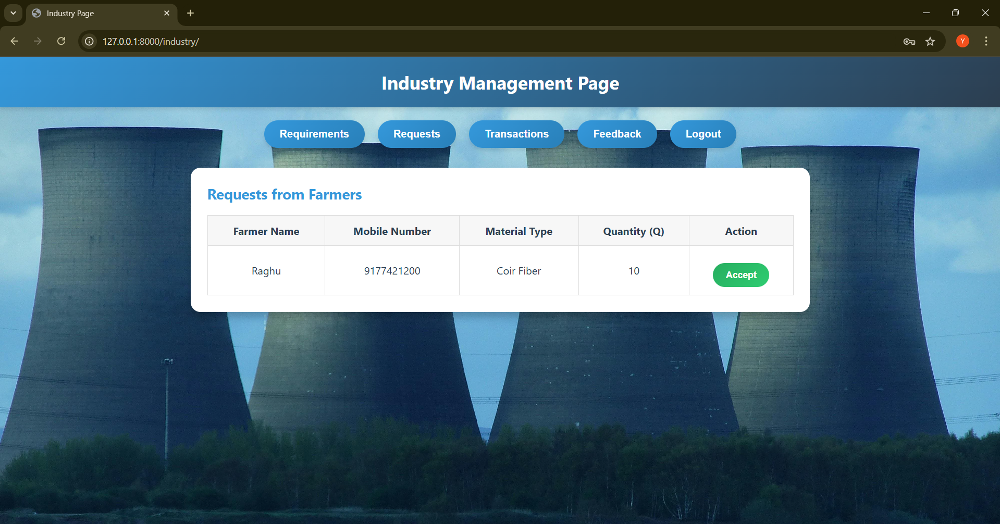 Industry Page
127.0.0.1:8000/industry/
Y
Industry Management Page
Requirements Requests Transactions Feedback Logout
Requests from Farmers
Farmer Name Mobile Number Material Type Quantity (Q) Action
Raghu 9177421200 Coir Fiber 10 Accept